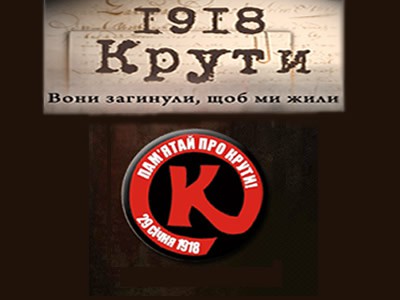 1918
Крути
Вони загинули, щоб ми жили
ПАМ'ЯТАЙ ПРО КРУТИ!
К
29 СІЧНЯ 1918